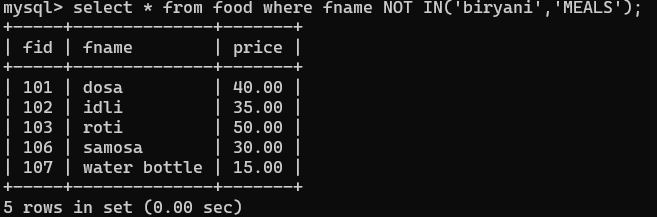 mysql> select * from food where fname NOT IN('biryani','MEALS');
+-----+--------------+-------+
| fid | fname        | price |
+-----+--------------+-------+
| 101 | dosa         | 40.00 |
| 102 | idli         | 35.00 |
| 103 | roti         | 50.00 |
| 106 | samosa       | 30.00 |
| 107 | water bottle | 15.00 |
+-----+--------------+-------+
5 rows in set (0.00 sec)